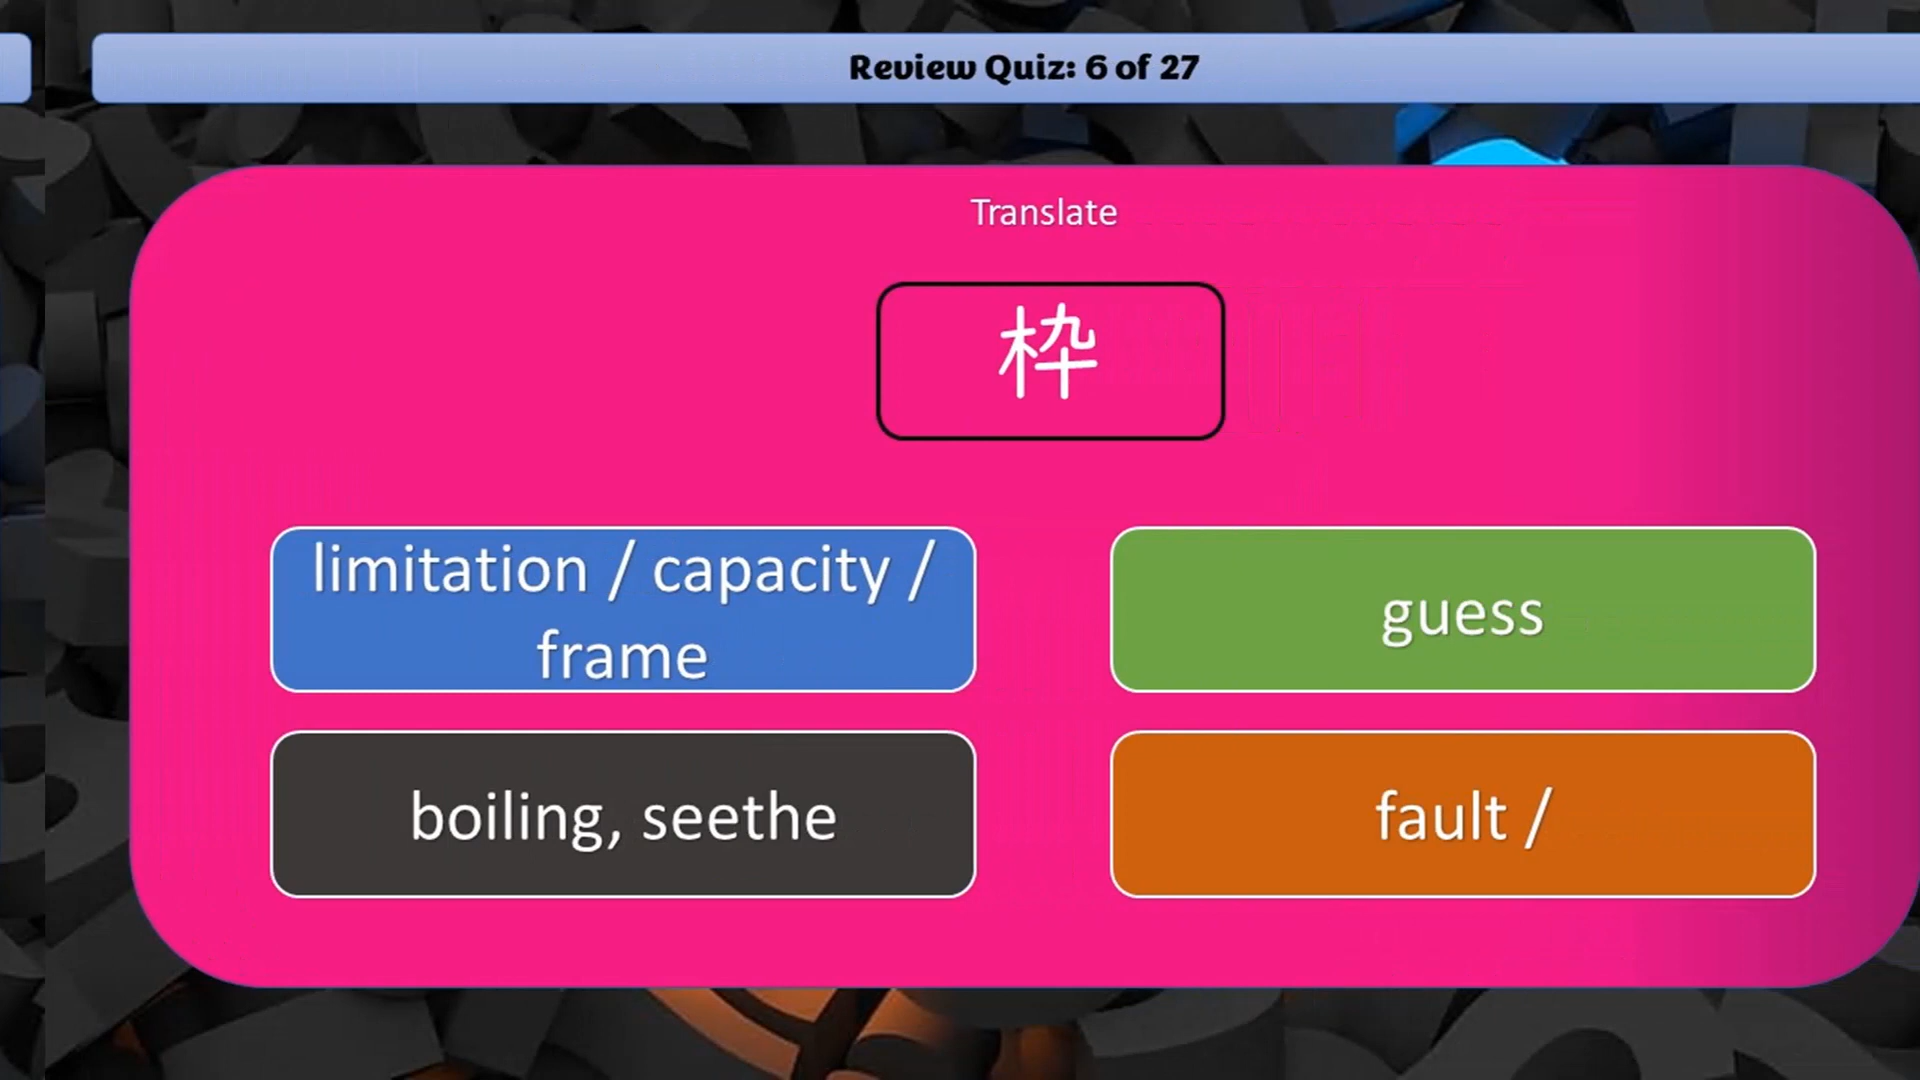 Review Quiz: 6 of 27
Translate
枠
limitation / capacity /
frame
guess
boiling, seethe
fault /